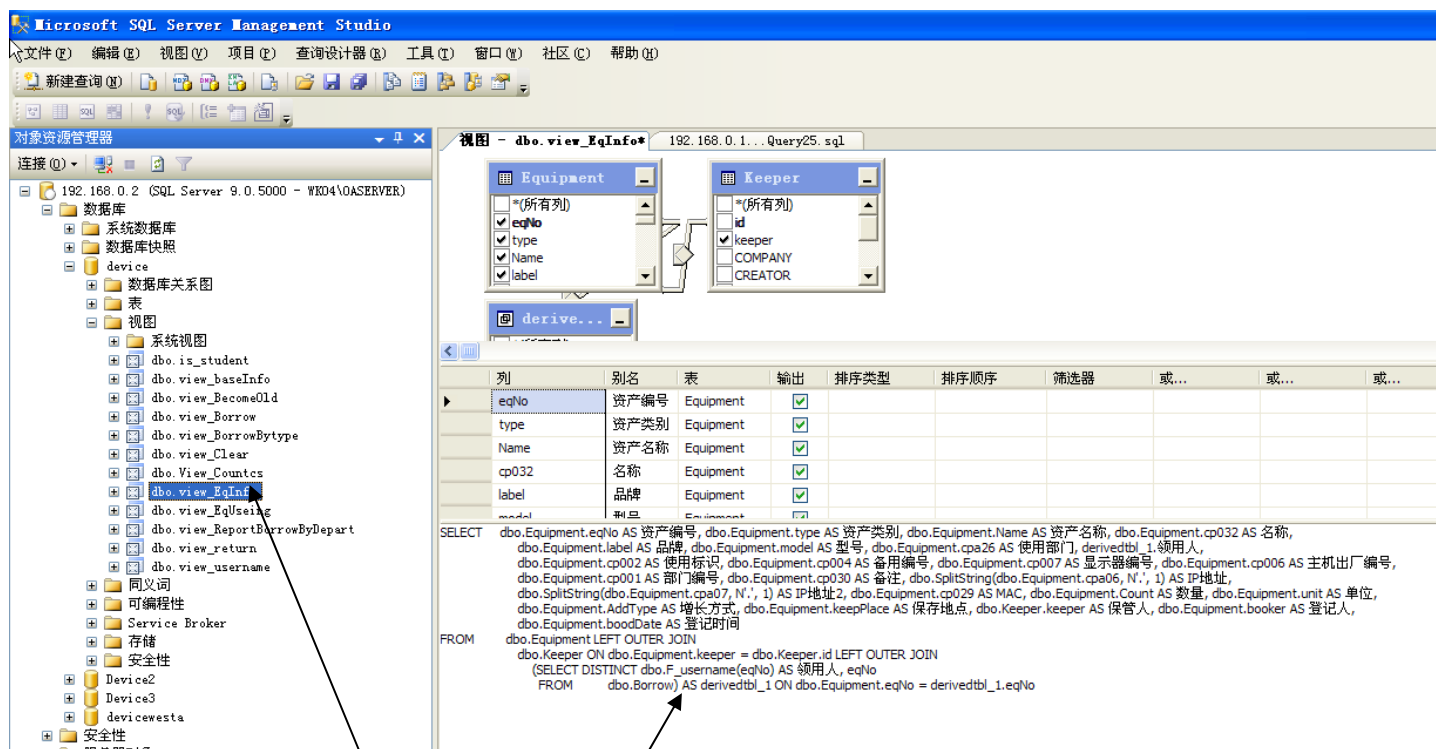 Microsoft SQL Server Management Studio
文件(F) 编辑(E) 视图(V) 项目(P) 查询设计器(R) 工具(T) 窗口(W) 社区(C) 帮助(H)
新建查询(N)
对象资源管理器
连接(O)
192.168.0.2 (SQL Server 9.0.5000 - WK04\OASERVER)
数据库
系统数据库
数据库快照
device
数据库关系图
表
视图
系统视图
dbo.is_student
dbo.view_baseInfo
dbo.view_BecomeOld
dbo.view_Borrow
dbo.view_BorrowBytype
dbo.view_Clear
dbo.View_Countcs
dbo.view_EqInfo
dbo.view_EqUseing
dbo.view_ReportBorrowByDepart
dbo.view_return
dbo.view_username
同义词
可编程性
Service Broker
存储
安全性
Device2
Device3
devicewesta
安全性
视图 - dbo.view_EqInfo* 192.168.0.1...Query25.sql
Equipment
*(所有列)
eqNo
type
Name
label
Keeper
*(所有列)
id
keeper
COMPANY
CREATOR
derive...
列 别名 表 输出 排序类型 排序顺序 筛选器 或... 或... 或...
eqNo 资产编号 Equipment
type 资产类别 Equipment
Name 资产名称 Equipment
cp032 名称 Equipment
label 品牌 Equipment
model 型号 Equipment
SELECT dbo.Equipment.eqNo AS 资产编号, dbo.Equipment.type AS 资产类别, dbo.Equipment.Name AS 资产名称, dbo.Equipment.cp032 AS 名称,
dbo.Equipment.label AS 品牌, dbo.Equipment.model AS 型号, dbo.Equipment.cpa26 AS 使用部门, derivedtbl_1.领用人,
dbo.Equipment.cp002 AS 使用标识, dbo.Equipment.cp004 AS 备用编号, dbo.Equipment.cp007 AS 显示器编号, dbo.Equipment.cp006 AS 主机出厂编号,
dbo.Equipment.cp001 AS 部门编号, dbo.Equipment.cp030 AS 备注, dbo.SplitString(dbo.Equipment.cpa06, N'.', 1) AS IP地址,
dbo.SplitString(dbo.Equipment.cpa07, N'.', 1) AS IP地址2, dbo.Equipment.cp029 AS MAC, dbo.Equipment.Count AS 数量, dbo.Equipment.unit AS 单位,
dbo.Equipment.AddType AS 增长方式, dbo.Equipment.keepPlace AS 保存地点, dbo.Keeper.keeper AS 保管人, dbo.Equipment.booker AS 登记人,
dbo.Equipment.boodDate AS 登记时间
FROM dbo.Equipment LEFT OUTER JOIN
dbo.Keeper ON dbo.Equipment.keeper = dbo.Keeper.id LEFT OUTER JOIN
(SELECT DISTINCT dbo.F_username(eqNo) AS 领用人, eqNo
FROM dbo.Borrow) AS derivedtbl_1 ON dbo.Equipment.eqNo = derivedtbl_1.eqNo